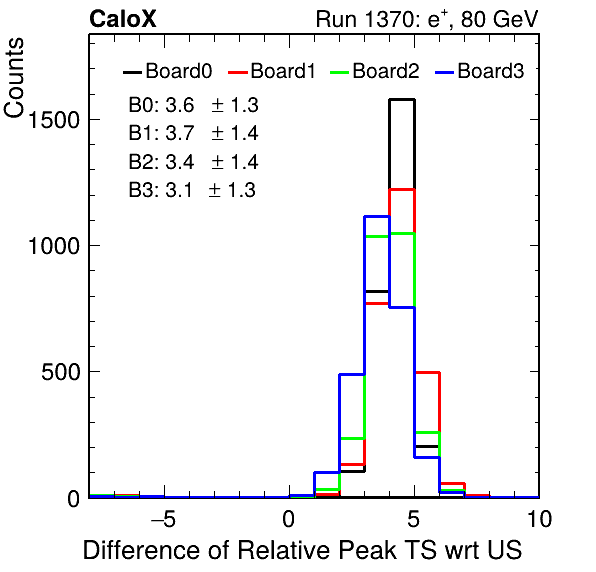 CaloX Run 1370: e+, 80 GeV
Counts
Board0 Board1 Board2 Board3
B0: 3.6 ± 1.3
B1: 3.7 ± 1.4
B2: 3.4 ± 1.4
B3: 3.1 ± 1.3
1500
1000
500
0
−5 0 5 10
Difference of Relative Peak TS wrt US